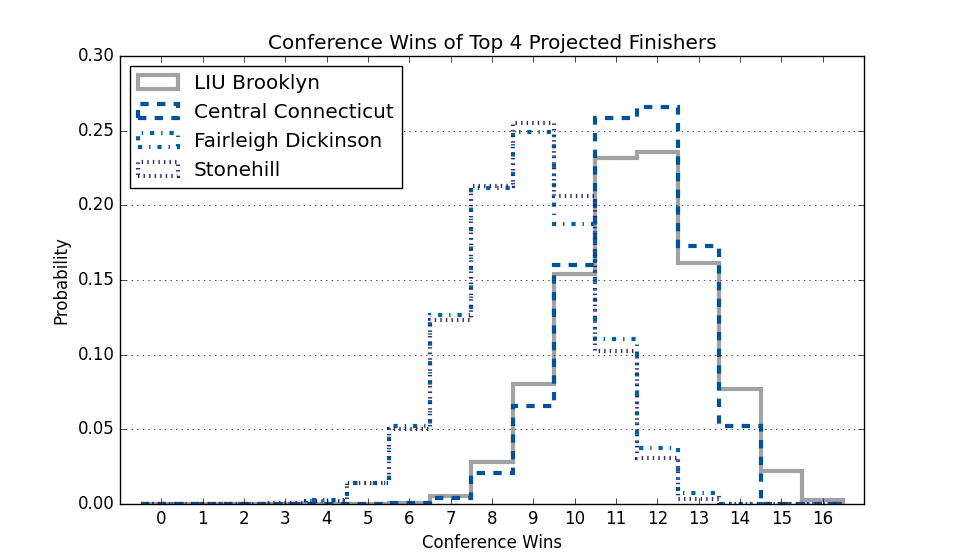 Conference Wins of Top 4 Projected Finishers
0.30
0.25
0.20
0.15
0.10
0.05
0.00
Probability
LIU Brooklyn
Central Connecticut
Fairleigh Dickinson
Stonehill
0 1 2 3 4 5 6 7 8 9 10 11 12 13 14 15 16
Conference Wins